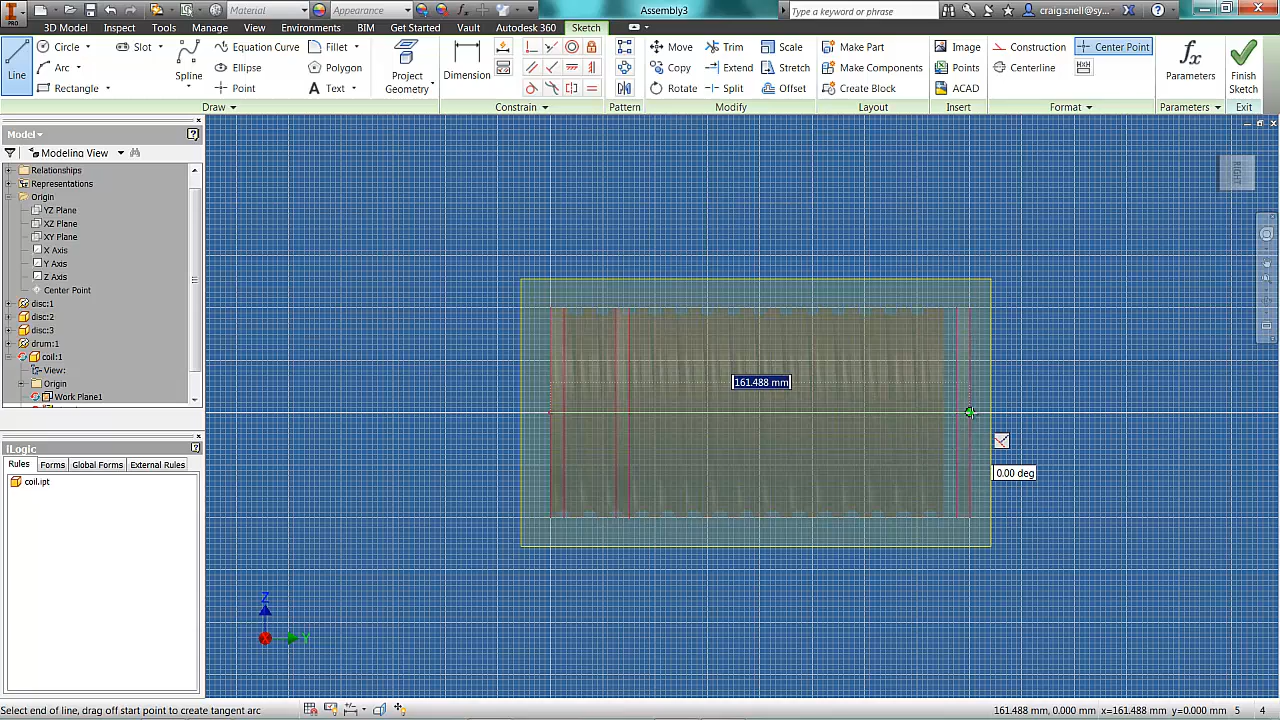 PRO
Material
Appearance
Assembly3
Type a keyword or phrase
craig.snell@sy...
3D Model Inspect Tools Manage View Environments BIM Get Started Vault Autodesk 360 Sketch
Line
Circle
Arc
Rectangle
Slot
Spline
Equation Curve
Ellipse
Point
Fillet
Polygon
Text
Draw
Project Geometry
Dimension
Constrain
Pattern
Move
Copy
Rotate
Trim
Extend
Split
Scale
Stretch
Offset
Modify
Make Part
Make Components
Create Block
Layout
Image
Points
ACAD
Insert
Construction
Centerline
Center Point
Format
Parameters
Parameters
Finish Sketch
Exit
Model
Modeling View
Relationships
Representations
Origin
YZ Plane
XZ Plane
XY Plane
X Axis
Y Axis
Z Axis
Center Point
disc:1
disc:2
disc:3
drum:1
coil:1
View:
Origin
Work Plane1
iLogic
Rules Forms Global Forms External Rules
coil.ipt
RIGHT
161.488 mm
0.00 deg
Z
X
Y
Select end of line, drag off start point to create tangent arc
161.488 mm, 0.000 mm x=161.488 mm y=0.000 mm 5 4